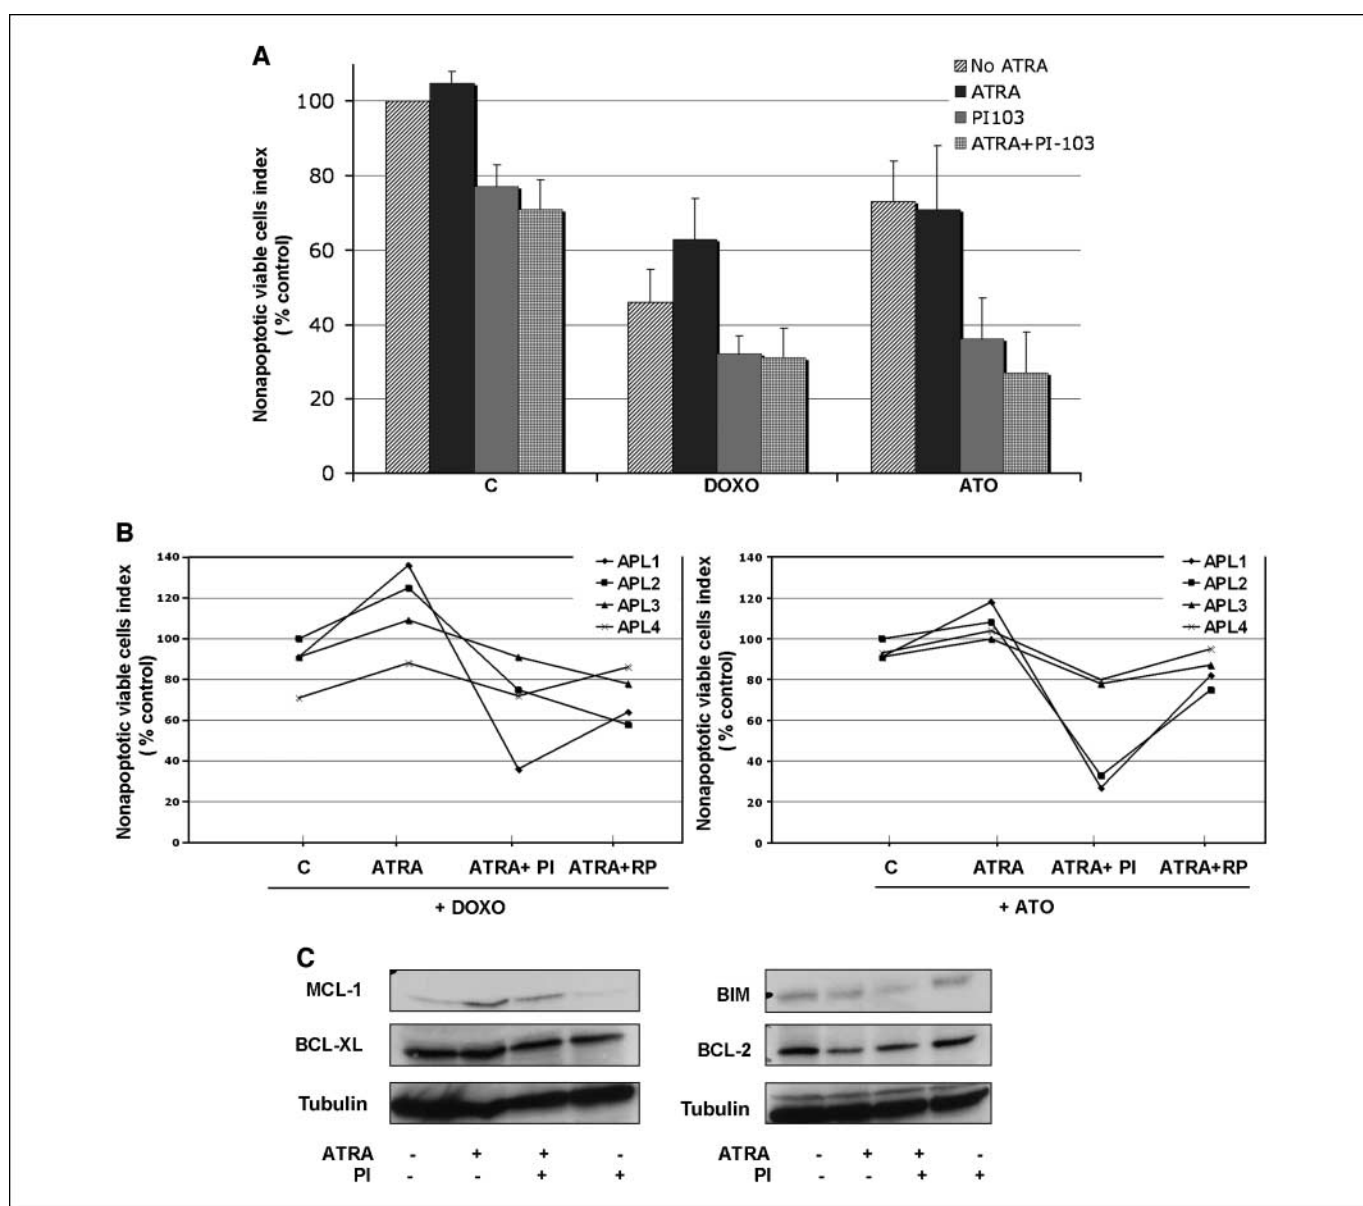 A
No ATRA
ATRA
PI103
ATRA+PI-103
Nonapoptotic viable cells index
( % control)
100
80
60
40
20
0
C
DOXO
ATO
B
Nonapoptotic viable cells index
( % control)
140
120
100
80
60
40
20
0
APL1
APL2
APL3
APL4
C
ATRA
ATRA+ PI
ATRA+RP
+ DOXO
Nonapoptotic viable cells index
( % control)
140
120
100
80
60
40
20
0
APL1
APL2
APL3
APL4
C
ATRA
ATRA+ PI
ATRA+RP
+ ATO
C
MCL-1
BCL-XL
Tubulin
ATRA - + + -
PI - - + +
BIM
BCL-2
Tubulin
ATRA - + + -
PI - - + +